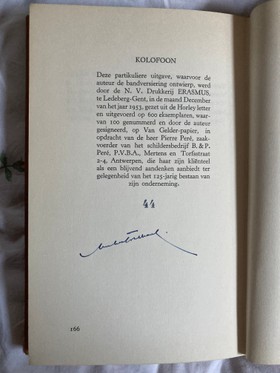 KOLOFOON
Deze partikuliere uitgave, waarvoor de
auteur de bandversiering ontwierp, werd
door de N. V. Drukkerij ERASMUS,
te Ledeberg-Gent, in de maand December
van het jaar 1953, gezet uit de Horley letter
en uitgevoerd op 600 exemplaren, waar-
van 100 genummerd en door de auteur
gesigneerd, op Van Gelder-papier, in
opdracht van de heer Pierre Peré, zaak-
voerder van het schildersbedrijf B. & P.
Peré, P.V.B.A., Mertens en Torfsstraat
2-4, Antwerpen, die haar zijn kliënteel
als een blijvend aandenken aanbiedt ter
gelegenheid van het 125-jarig bestaan van
zijn onderneming.
44
166